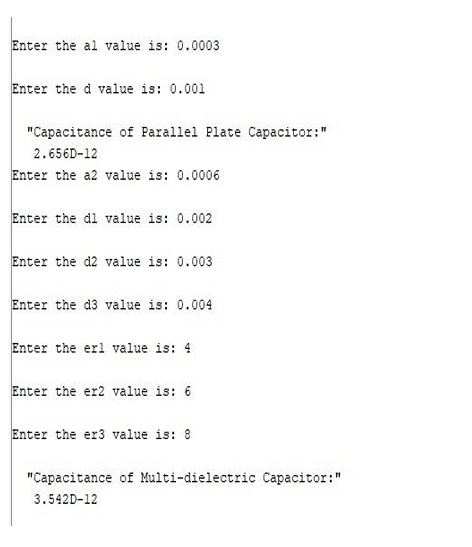 Enter the a1 value is: 0.0003
Enter the d value is: 0.001
"Capacitance of Parallel Plate Capacitor:"
2.656D-12
Enter the a2 value is: 0.0006
Enter the d1 value is: 0.002
Enter the d2 value is: 0.003
Enter the d3 value is: 0.004
Enter the er1 value is: 4
Enter the er2 value is: 6
Enter the er3 value is: 8
"Capacitance of Multi-dielectric Capacitor:"
3.542D-12